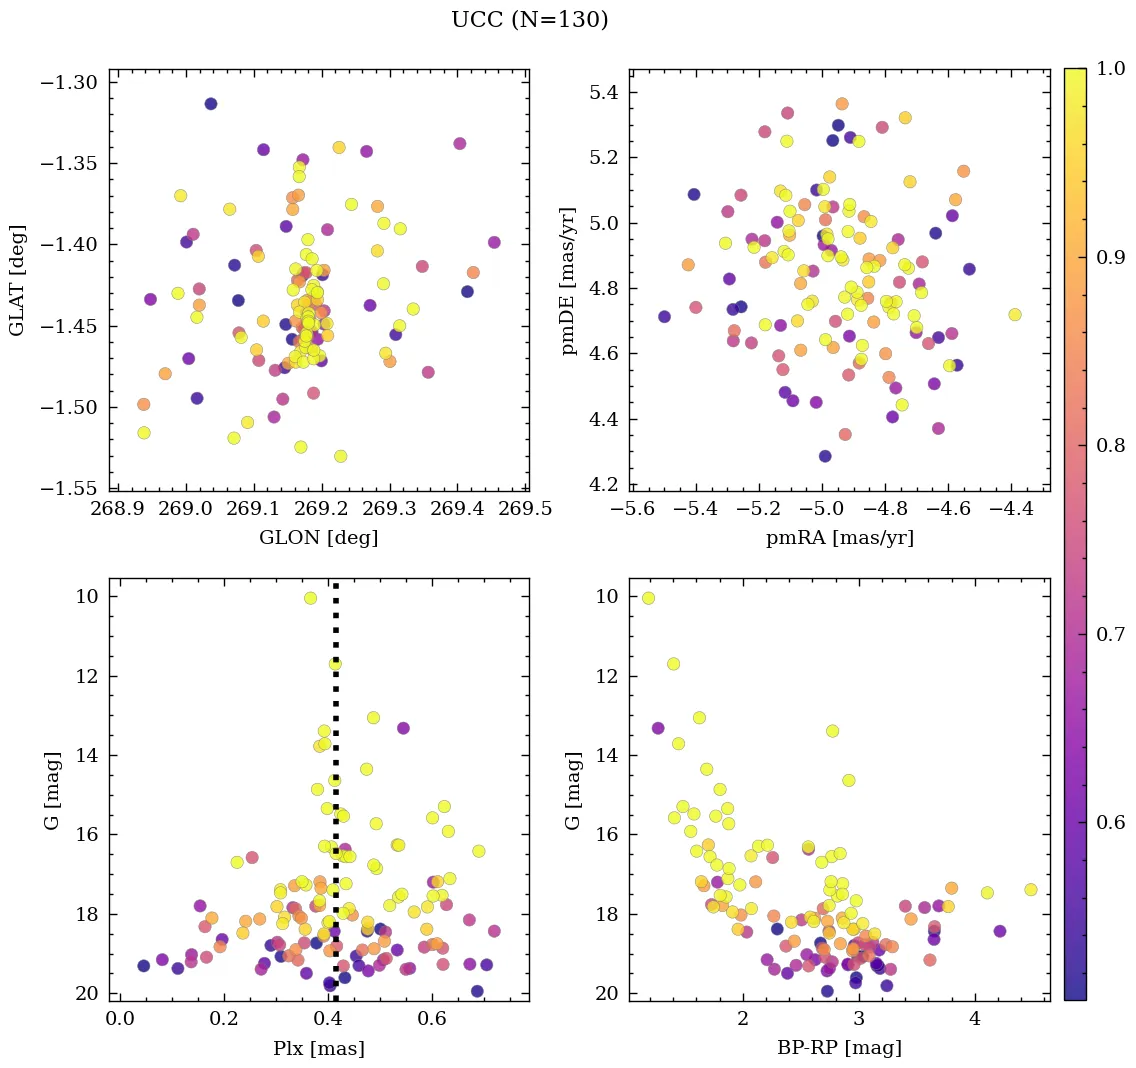 UCC (N=130)
−1.30
−1.35
−1.40
−1.45
−1.50
−1.55
GLAT [deg]
268.9 269.0 269.1 269.2 269.3 269.4 269.5
GLON [deg]
5.4
5.2
5.0
4.8
4.6
4.4
4.2
pmDE [mas/yr]
−5.6 −5.4 −5.2 −5.0 −4.8 −4.6 −4.4
pmRA [mas/yr]
1.0
0.9
0.8
0.7
0.6
10
12
14
16
18
20
G [mag]
0.0 0.2 0.4 0.6
Plx [mas]
10
12
14
16
18
20
G [mag]
2 3 4
BP-RP [mag]